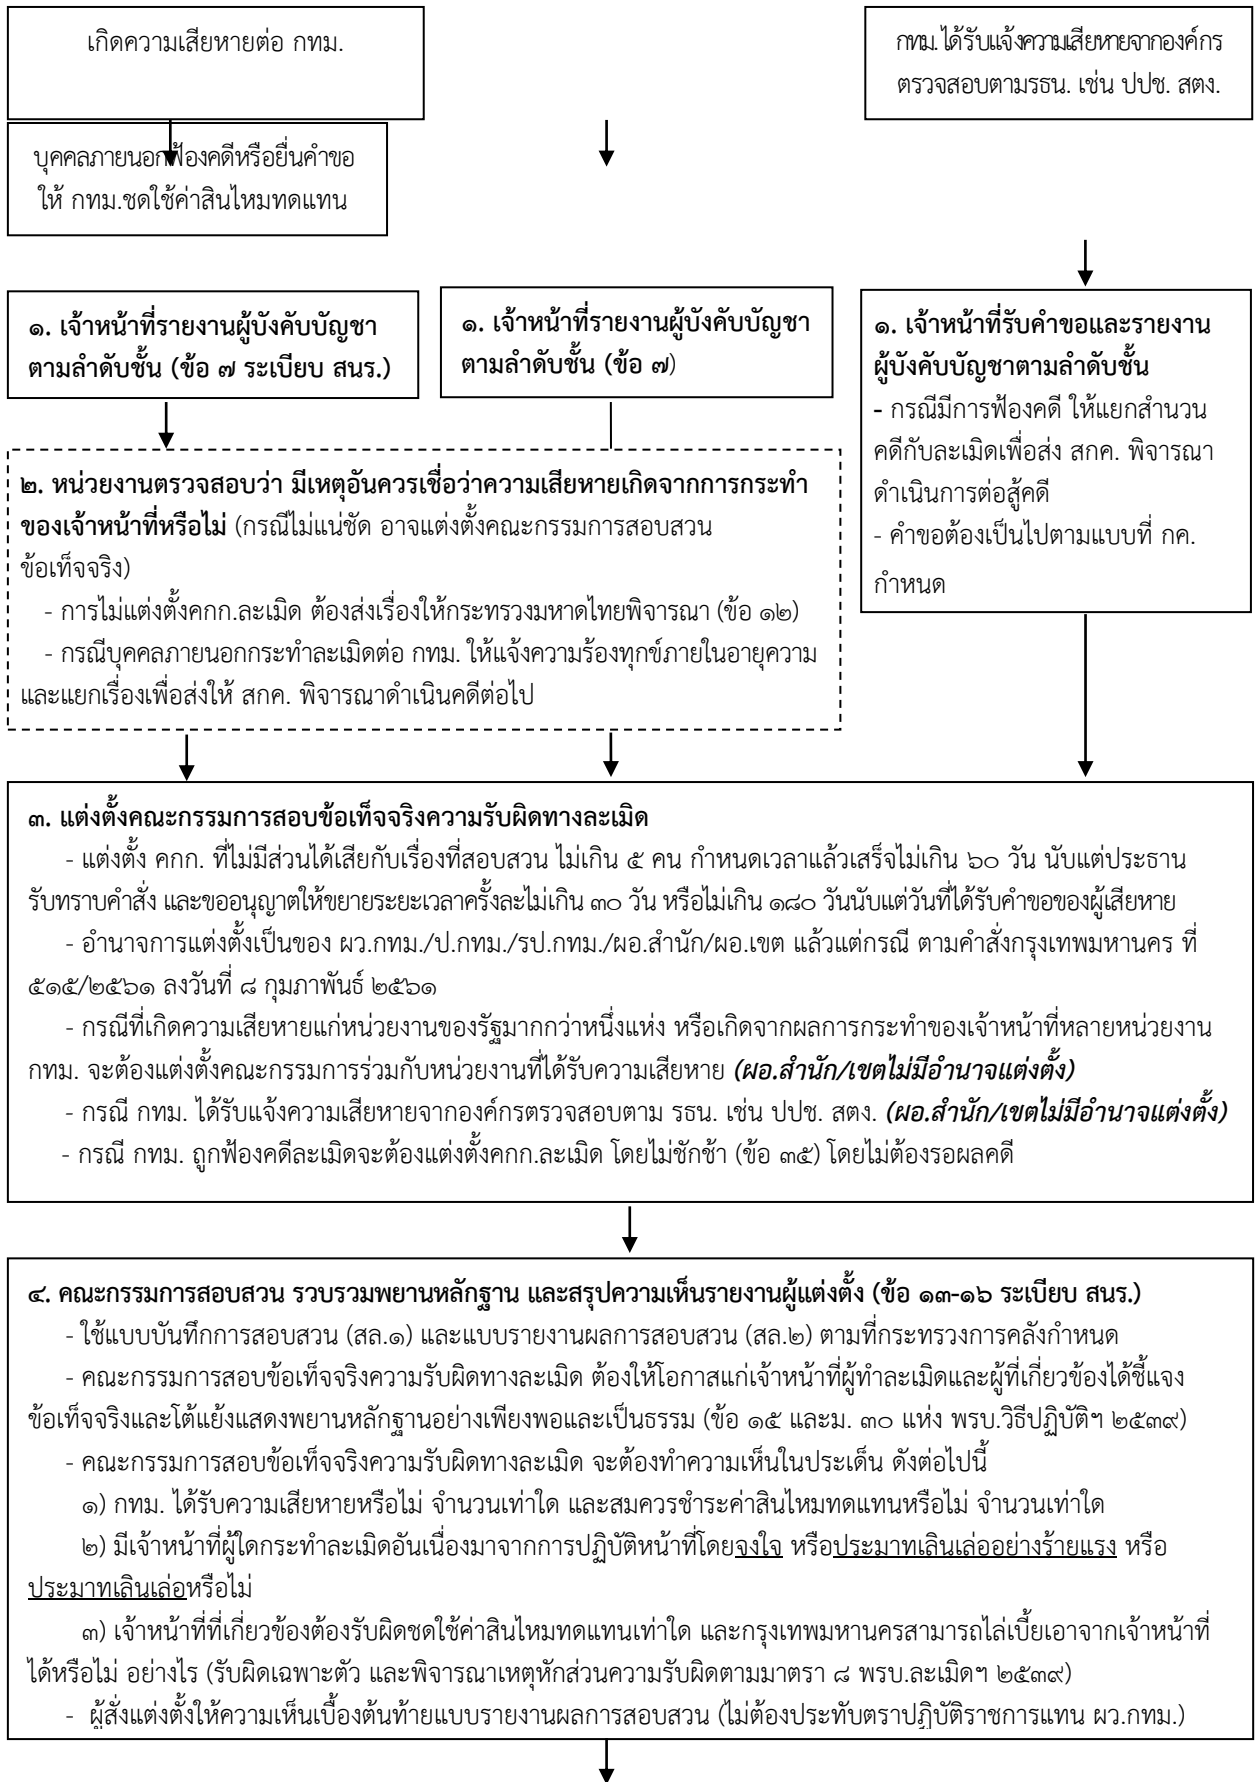 เกิดความเสียหายต่อ กทม.
กทม. ได้รับแจ้งความเสียหายจากองค์กร
ตรวจสอบตามรธน. เช่น ปปช. สตง.
บุคคลภายนอกฟ้องคดีหรือยื่นคำขอ
ให้ กทม.ชดใช้ค่าสินไหมทดแทน
๑. เจ้าหน้าที่รายงานผู้บังคับบัญชา
ตามลำดับชั้น (ข้อ ๗ ระเบียบ สนร.)
๑. เจ้าหน้าที่รายงานผู้บังคับบัญชา
ตามลำดับชั้น (ข้อ ๗)
๑. เจ้าหน้าที่รับคำขอและรายงาน
ผู้บังคับบัญชาตามลำดับชั้น
- กรณีมีการฟ้องคดี ให้แยกสำนวน
คดีกับละเมิดเพื่อส่ง สกค. พิจารณา
ดำเนินการต่อสู้คดี
- คำขอต้องเป็นไปตามแบบที่ กค.
กำหนด
๒. หน่วยงานตรวจสอบว่า มีเหตุอันควรเชื่อว่าความเสียหายเกิดจากการกระทำ
ของเจ้าหน้าที่หรือไม่ (กรณีไม่แน่ชัด อาจแต่งตั้งคณะกรรมการสอบสวน
ข้อเท็จจริง)
- การไม่แต่งตั้งคกก.ละเมิด ต้องส่งเรื่องให้กระทรวงมหาดไทยพิจารณา (ข้อ ๑๒)
- กรณีบุคคลภายนอกกระทำละเมิดต่อ กทม. ให้แจ้งความร้องทุกข์ภายในอายุความ
และแยกเรื่องเพื่อส่งให้ สกค. พิจารณาดำเนินคดีต่อไป
๓. แต่งตั้งคณะกรรมการสอบข้อเท็จจริงความรับผิดทางละเมิด
- แต่งตั้ง คกก. ที่ไม่มีส่วนได้เสียกับเรื่องที่สอบสวน ไม่เกิน ๕ คน กำหนดเวลาแล้วเสร็จไม่เกิน ๖๐ วัน นับแต่ประธาน
รับทราบคำสั่ง และขออนุญาตให้ขยายระยะเวลาครั้งละไม่เกิน ๓๐ วัน หรือไม่เกิน ๑๘๐ วันนับแต่วันที่ได้รับคำขอของผู้เสียหาย
- อำนาจการแต่งตั้งเป็นของ ผว.กทม./ป.กทม./รป.กทม./ผอ.สำนัก/ผอ.เขต แล้วแต่กรณี ตามคำสั่งกรุงเทพมหานคร ที่
๕๑๕/๒๕๖๑ ลงวันที่ ๘ กุมภาพันธ์ ๒๕๖๑
- กรณีที่เกิดความเสียหายแก่หน่วยงานของรัฐมากกว่าหนึ่งแห่ง หรือเกิดจากผลการกระทำของเจ้าหน้าที่หลายหน่วยงาน
กทม. จะต้องแต่งตั้งคณะกรรมการร่วมกับหน่วยงานที่ได้รับความเสียหาย (ผอ.สำนัก/เขตไม่มีอำนาจแต่งตั้ง)
- กรณี กทม. ได้รับแจ้งความเสียหายจากองค์กรตรวจสอบตาม รธน. เช่น ปปช. สตง. (ผอ.สำนัก/เขตไม่มีอำนาจแต่งตั้ง)
- กรณี กทม. ถูกฟ้องคดีละเมิดจะต้องแต่งตั้งคกก.ละเมิด โดยไม่ชักช้า (ข้อ ๓๕) โดยไม่ต้องรอผลคดี
๔. คณะกรรมการสอบสวน รวบรวมพยานหลักฐาน และสรุปความเห็นรายงานผู้แต่งตั้ง (ข้อ ๑๓-๑๖ ระเบียบ สนร.)
- ใช้แบบบันทึกการสอบสวน (สล.๑) และแบบรายงานผลการสอบสวน (สล.๒) ตามที่กระทรวงการคลังกำหนด
- คณะกรรมการสอบข้อเท็จจริงความรับผิดทางละเมิด ต้องให้โอกาสแก่เจ้าหน้าที่ผู้ทำละเมิดและผู้ที่เกี่ยวข้องได้ชี้แจง
ข้อเท็จจริงและโต้แย้งแสดงพยานหลักฐานอย่างเพียงพอและเป็นธรรม (ข้อ ๑๕ และม. ๓๐ แห่ง พรบ.วิธีปฏิบัติฯ ๒๕๓๙)
- คณะกรรมการสอบข้อเท็จจริงความรับผิดทางละเมิด จะต้องทำความเห็นในประเด็น ดังต่อไปนี้
๑) กทม. ได้รับความเสียหายหรือไม่ จำนวนเท่าใด และสมควรชำระค่าสินไหมทดแทนหรือไม่ จำนวนเท่าใด
๒) มีเจ้าหน้าที่ผู้ใดกระทำละเมิดอันเนื่องมาจากการปฏิบัติหน้าที่โดยจงใจ หรือประมาทเลินเล่ออย่างร้ายแรง หรือ
ประมาทเลินเล่อหรือไม่
๓) เจ้าหน้าที่ที่เกี่ยวข้องต้องรับผิดชดใช้ค่าสินไหมทดแทนเท่าใด และกรุงเทพมหานครสามารถไล่เบี้ยเอาจากเจ้าหน้าที่
ได้หรือไม่ อย่างไร (รับผิดเฉพาะตัว และพิจารณาเหตุหักส่วนความรับผิดตามมาตรา ๘ พรบ.ละเมิดฯ ๒๕๓๙)
- ผู้สั่งแต่งตั้งให้ความเห็นเบื้องต้นท้ายแบบรายงานผลการสอบสวน (ไม่ต้องประทับตราปฏิบัติราชการแทน ผว.กทม.)